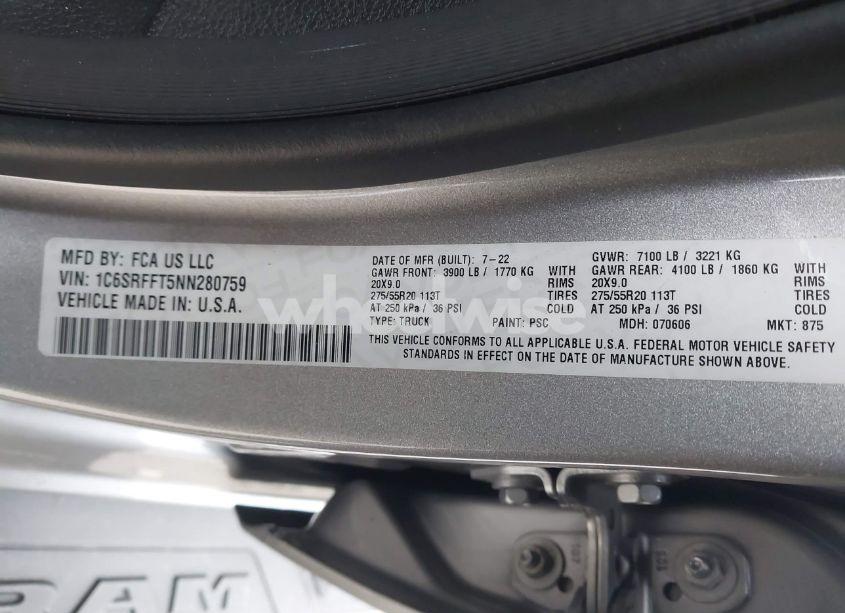 MFD BY: FCA US LLC
VIN: 1C6SRFFT5NN280759
VEHICLE MADE IN: U.S.A.
DATE OF MFR (BUILT): 7-22 GVWR: 7100 LB / 3221 KG
GAWR FRONT: 3900 LB / 1770 KG WITH GAWR REAR: 4100 LB / 1860 KG WITH
20X9.0 RIMS 20X9.0 RIMS
275/55R20 113T TIRES 275/55R20 113T TIRES
AT 250 kPa / 36 PSI COLD AT 250 kPa / 36 PSI COLD
TYPE: TRUCK PAINT: PSC MDH: 070606 MKT: 875
THIS VEHICLE CONFORMS TO ALL APPLICABLE U.S.A. FEDERAL MOTOR VEHICLE SAFETY
STANDARDS IN EFFECT ON THE DATE OF MANUFACTURE SHOWN ABOVE.
wheelwise
RAM